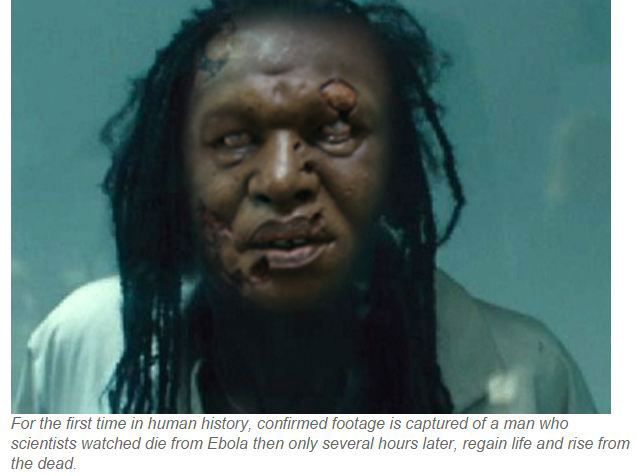 For the first time in human history, confirmed footage is captured of a man who
scientists watched die from Ebola then only several hours later, regain life and rise from
the dead.